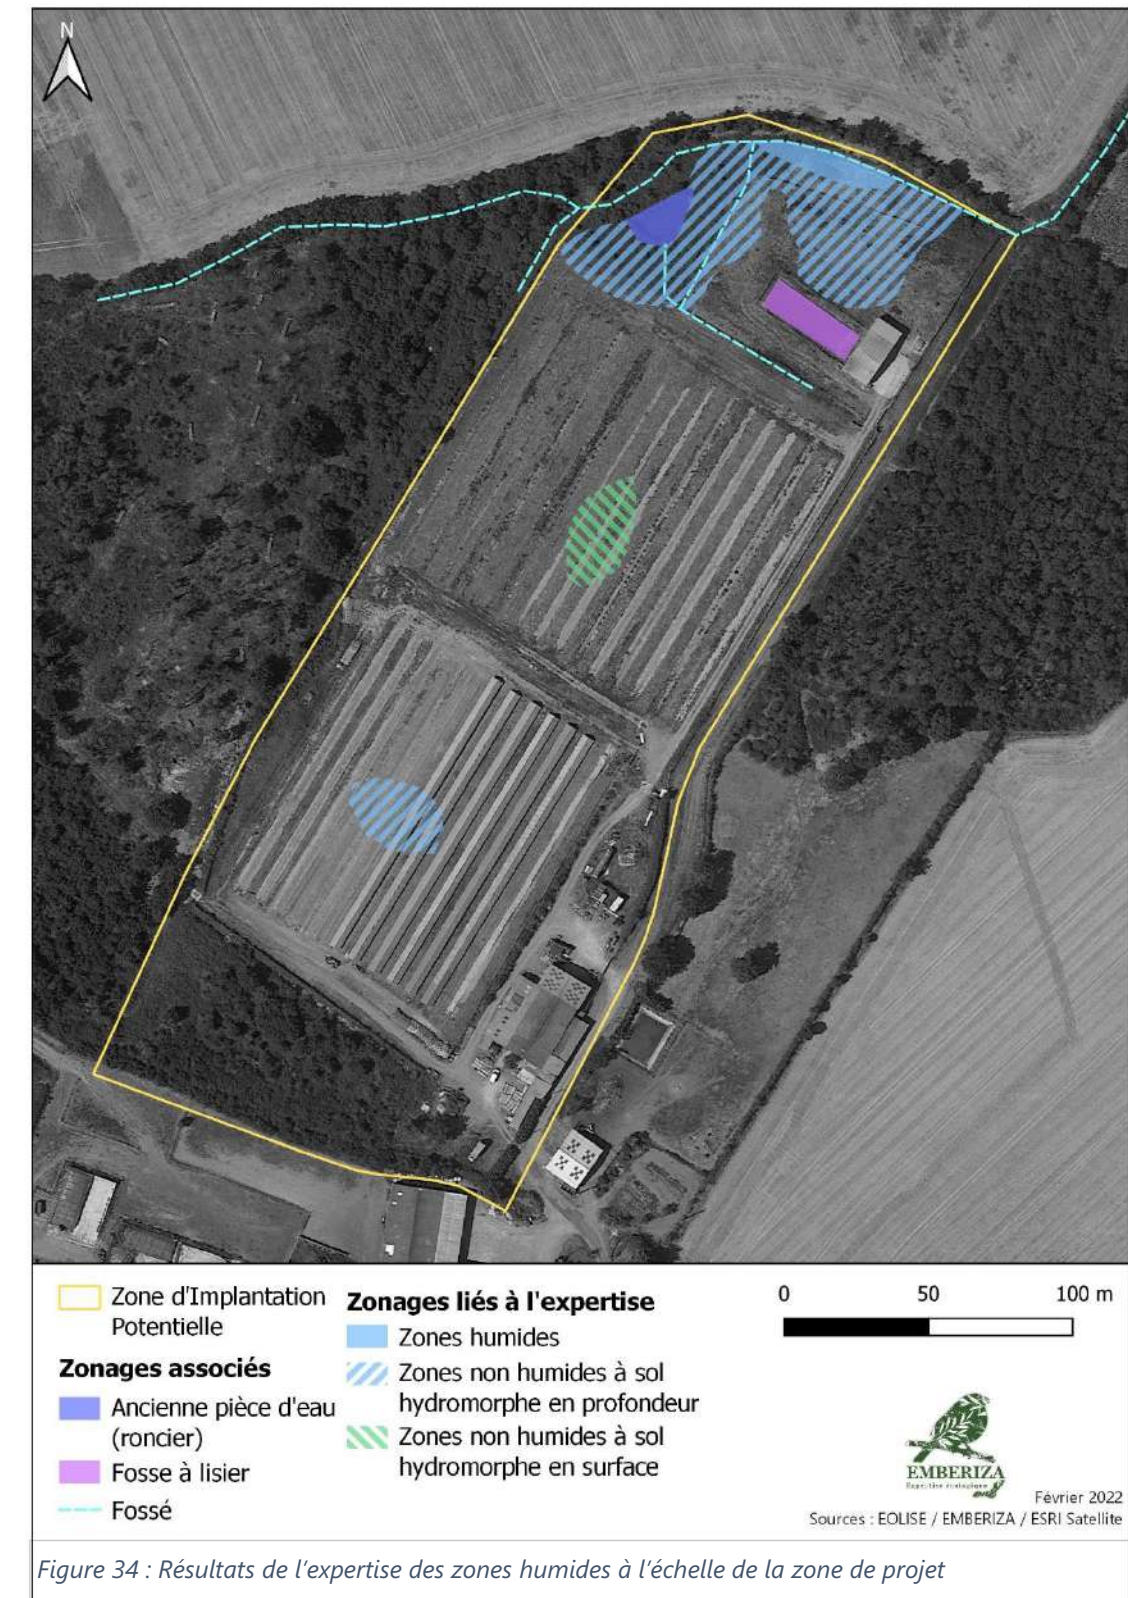 N
Zone d'Implantation
Potentielle
Zonages associés
Ancienne pièce d'eau
(roncier)
Fosse à lisier
Fossé
Zonages liés à l'expertise
Zones humides
Zones non humides à sol
hydromorphe en profondeur
Zones non humides à sol
hydromorphe en surface
0 50 100 m
EMBERIZA
Expertise écologique
Février 2022
Sources : EOLISE / EMBERIZA / ESRI Satellite
Figure 34 : Résultats de l'expertise des zones humides à l'échelle de la zone de projet